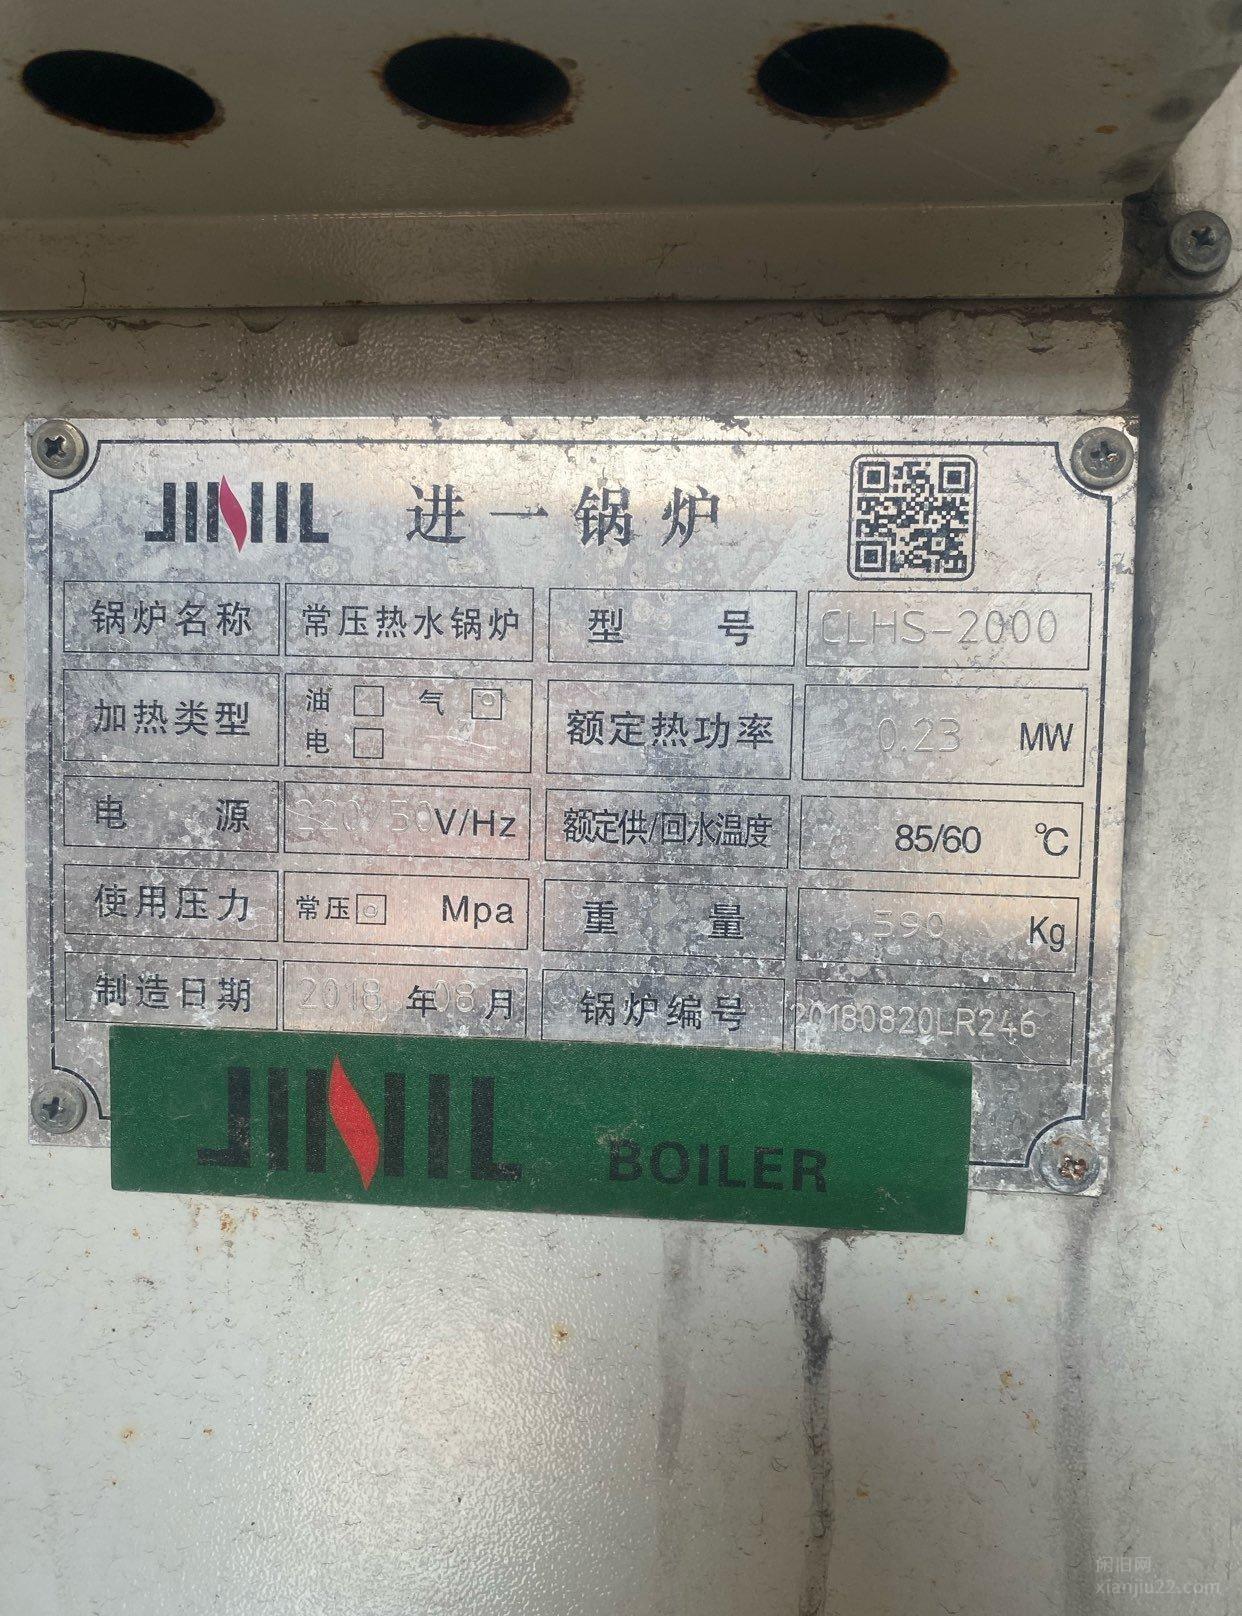 JINIL 进一锅炉
锅炉名称 常压热水锅炉 型号 CLHS-2000
加热类型 油 □ 气 □ 电 □ 额定热功率 0.23 MW
电源 220/50 V/Hz 额定供/回水温度 85/60 ℃
使用压力 常压 □ Mpa 重量 590 Kg
制造日期 2018 年 08 月 锅炉编号 20180820LR246
JINIL BOILER
闲旧网
xianjiu22.com